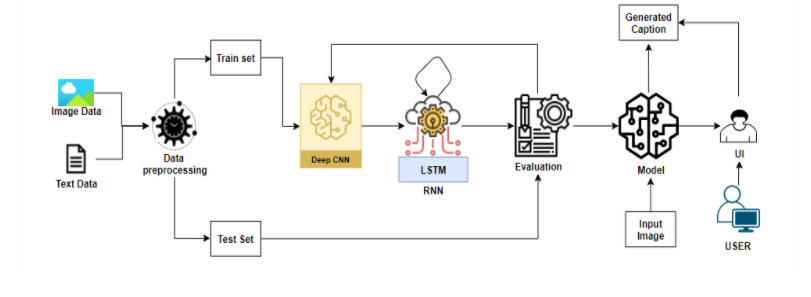 Generated
Caption
Train set
Image Data
Data
preprocessing
Text Data
Deep CNN
LSTM
RNN
Evaluation
Model
UI
Test Set
Input
Image
USER